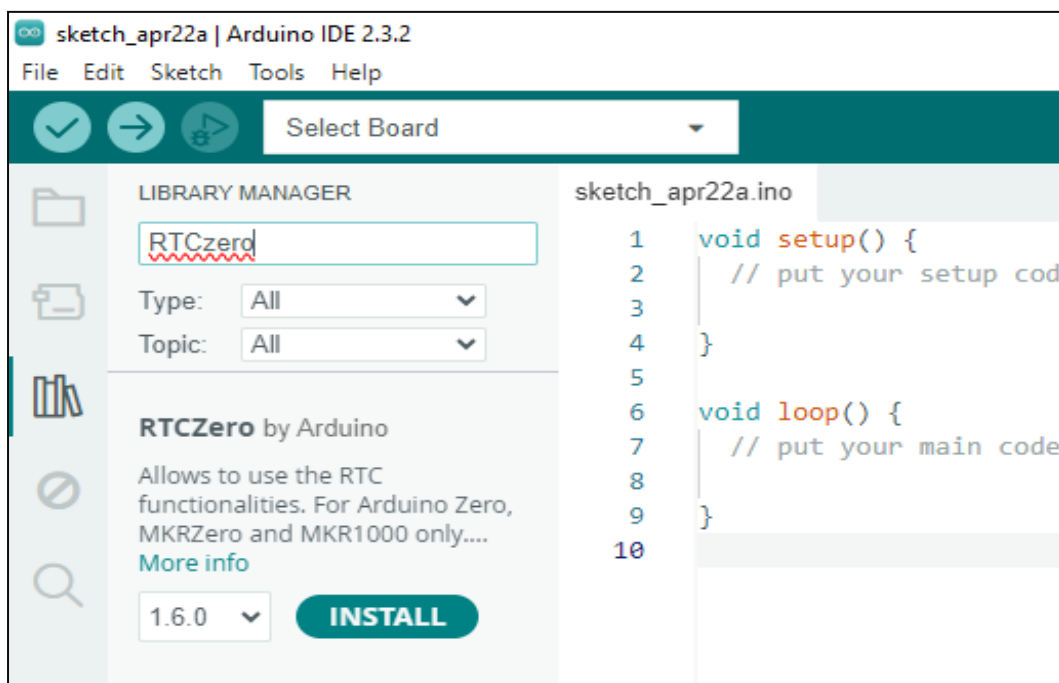 sketch_apr22a | Arduino IDE 2.3.2
File Edit Sketch Tools Help
Select Board
LIBRARY MANAGER
RTCzero
Type: All
Topic: All
RTCZero by Arduino
Allows to use the RTC
functionalities. For Arduino Zero,
MKRZero and MKR1000 only....
More info
1.6.0 INSTALL
sketch_apr22a.ino
1 void setup() {
2 // put your setup cod
3
4 }
5
6 void loop() {
7 // put your main code
8
9 }
10